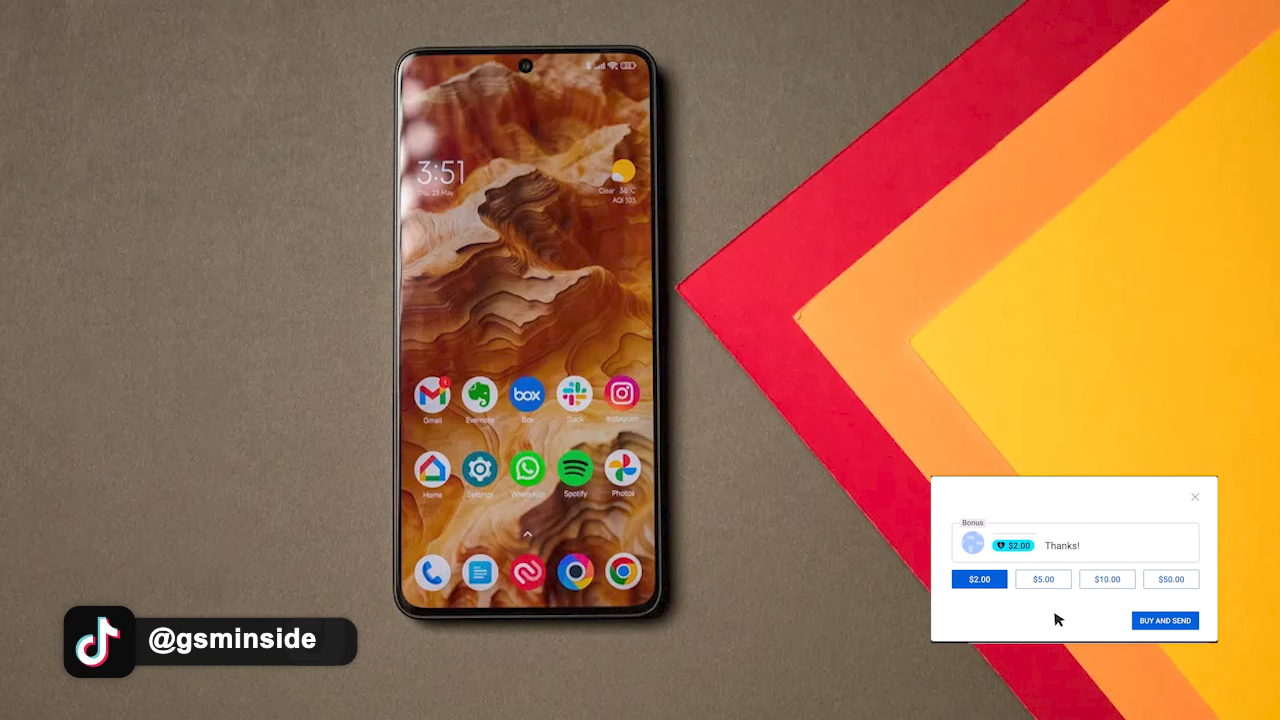 3:51
Thu, 25 May
Clear 36°C
AQI 103
Gmail
Evernote
box
Box
Slack
Instagram
Home
Settings
WhatsApp
Spotify
Photos
@gsminside
Bonus
$2.00 Thanks!
$2.00
$5.00
$10.00
$50.00
BUY AND SEND